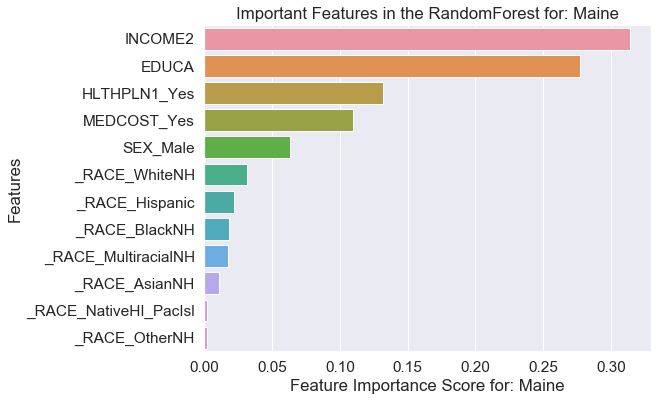 Important Features in the RandomForest for: Maine
INCOME2
EDUCA
HLTHPLN1_Yes
MEDCOST_Yes
SEX_Male
_RACE_WhiteNH
_RACE_Hispanic
_RACE_BlackNH
_RACE_MultiracialNH
_RACE_AsianNH
_RACE_NativeHI_PacIsl
_RACE_OtherNH
Features
0.00 0.05 0.10 0.15 0.20 0.25 0.30
Feature Importance Score for: Maine